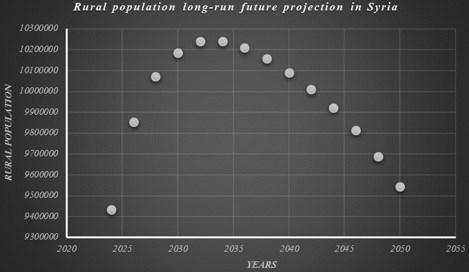 Rural population long-run future projection in Syria
RURAL POPULATION
10300000
10200000
10100000
10000000
9900000
9800000
9700000
9600000
9500000
9400000
9300000
2020 2025 2030 2035 2040 2045 2050 2055
YEARS